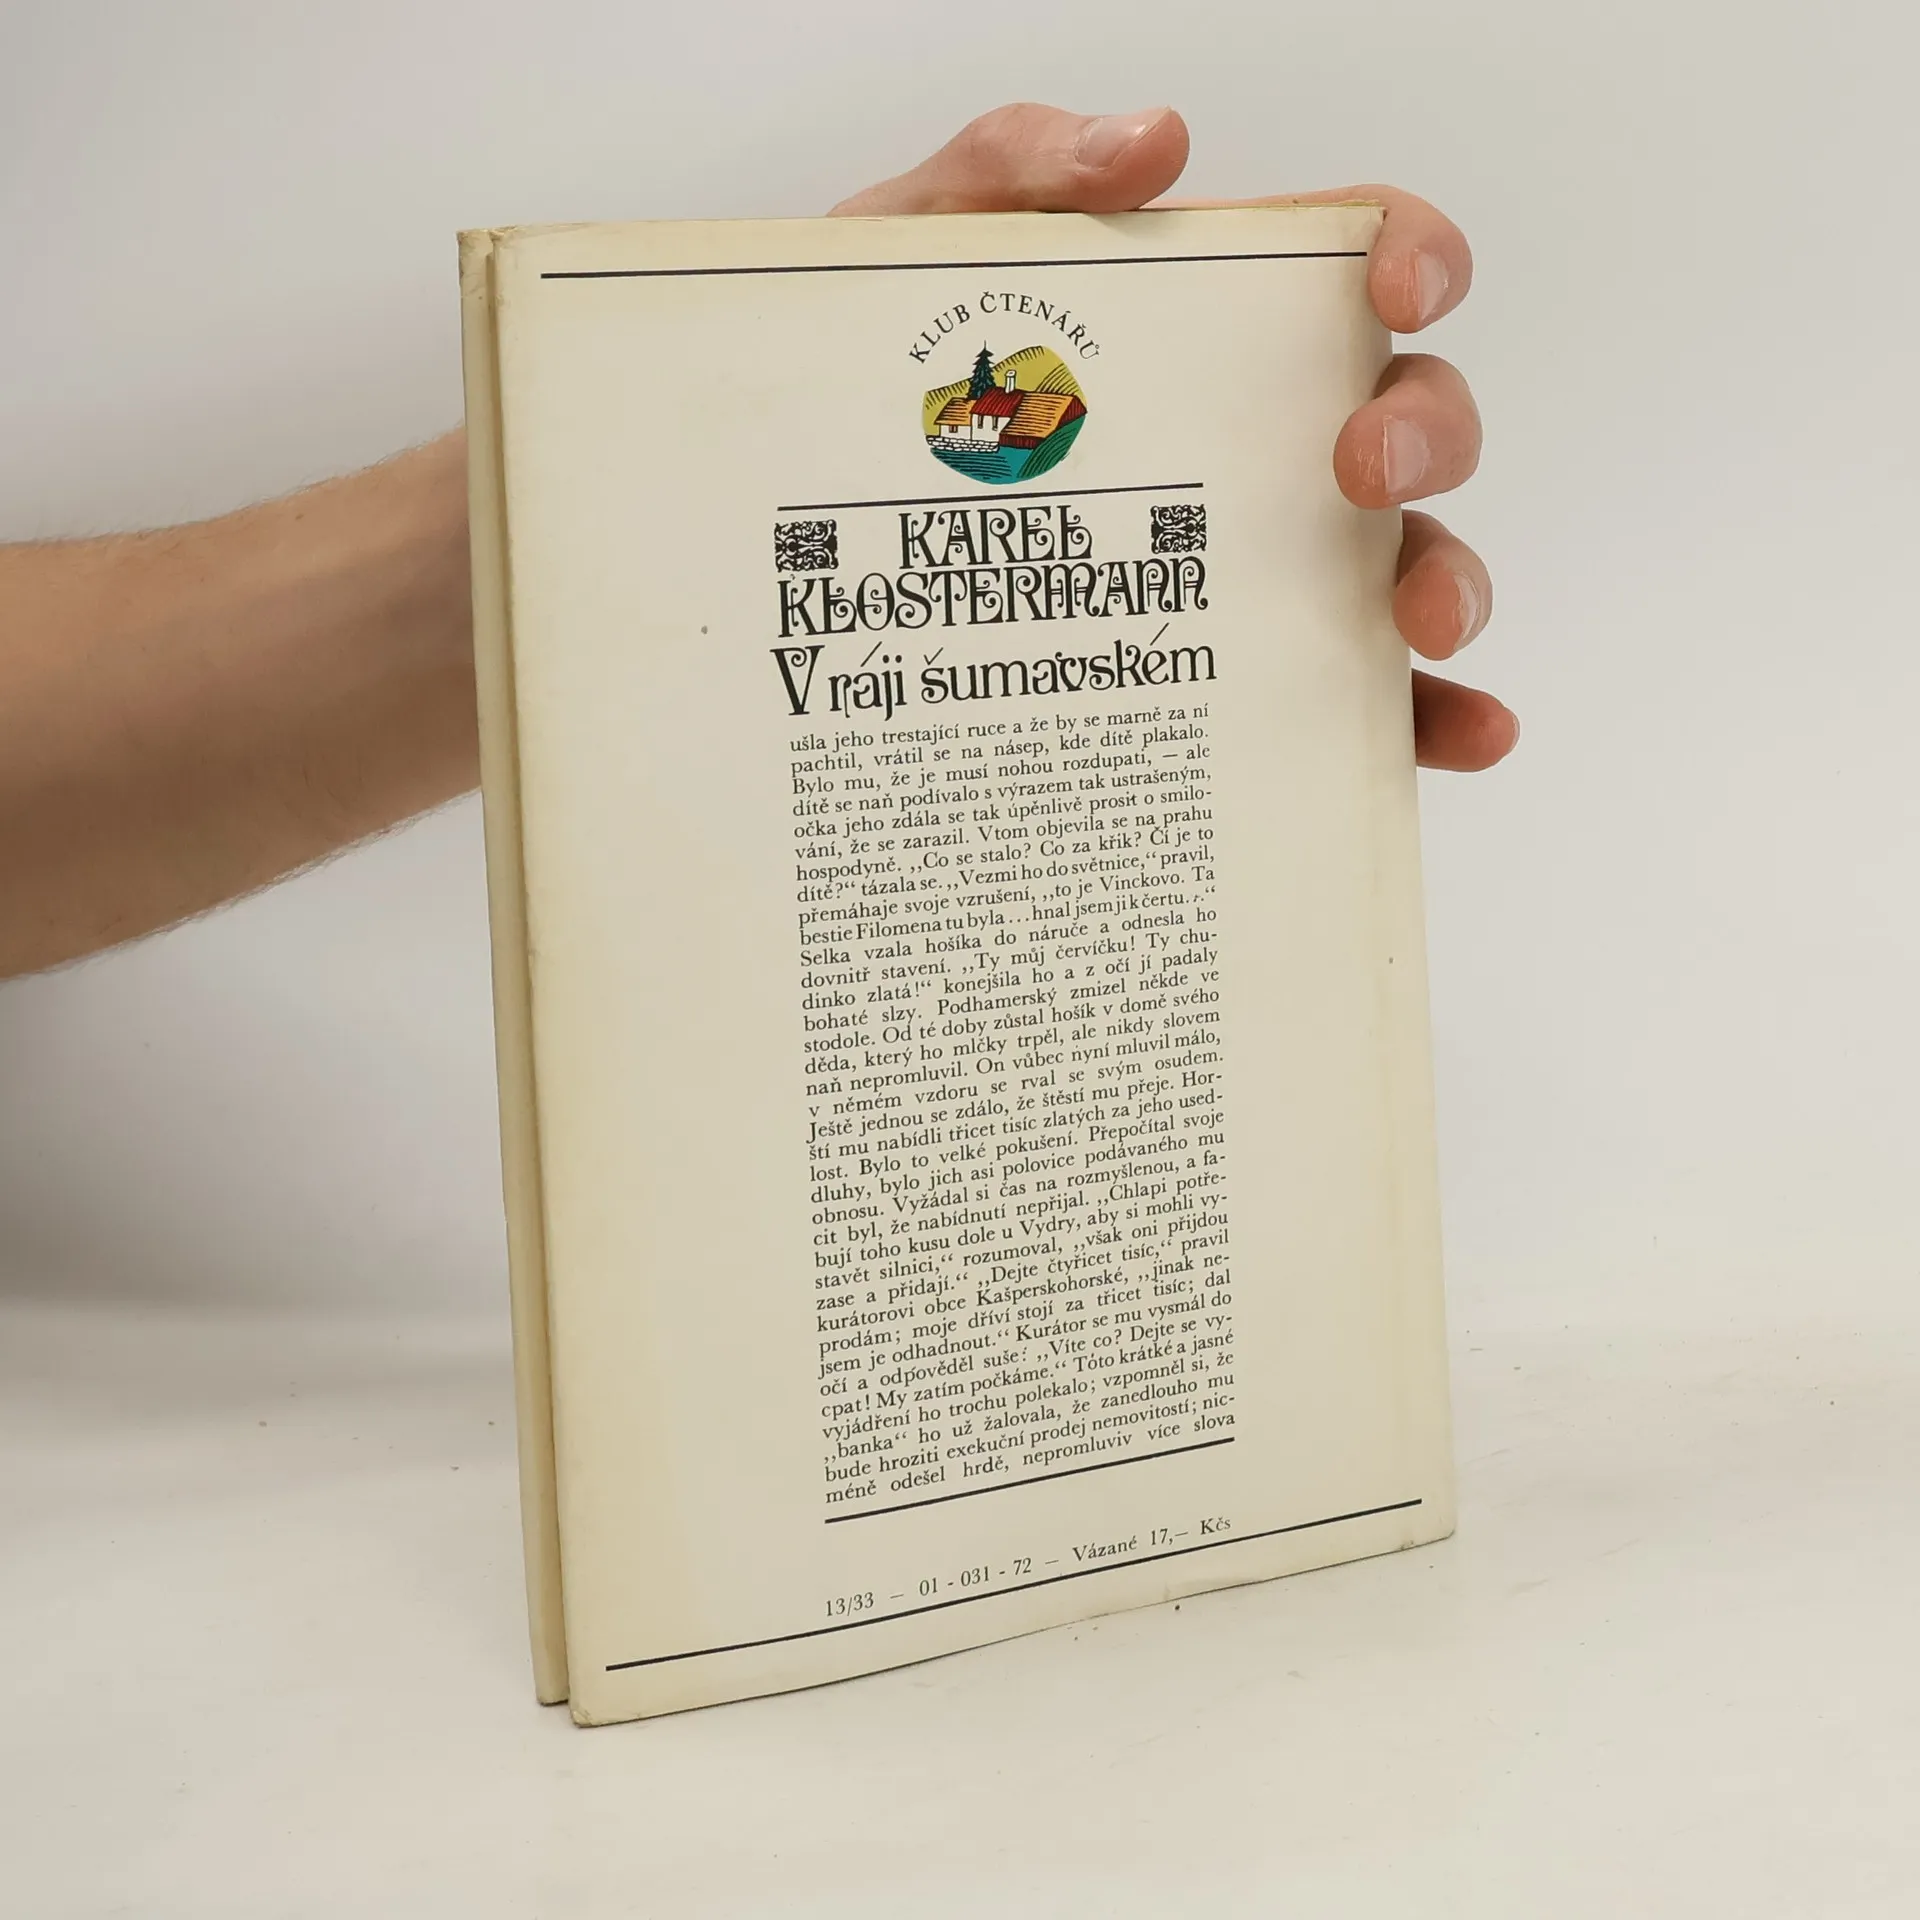 KLUB ČTENÁŘŮ
KAREL
KLOSTERMANN
V ráji šumavském
ušla jeho trestající ruce a že by se marně za ní
pachtil, vrátil se na násep, kde dítě plakalo.
Bylo mu, že je musí nohou rozdupati, — ale
dítě se naň podívalo s výrazem tak ustrašeným,
očka jeho zdála se tak úpěnlivě prosit o smilo-
vání, že se zarazil. Vtom objevila se na prahu
hospodyně. ,,Co se stalo? Co za křik? Čí je to
dítě?“ tázala se. ,,Vezmi ho do světnice,“ pravil,
přemáhaje svoje vzrušení, ,,to je Vinckovo. Ta
bestie Filomena tu byla...hnal jsem ji k čertu...“
Selka vzala hošíka do náruče a odnesla ho
dovnitř stavení. ,,Ty můj červíčku! Ty chu-
dinko zlatá!“ konejšila ho a z očí jí padaly
bohaté slzy. Podhamerský zmizel někde ve
stodole. Od té doby zůstal hošík v domě svého
děda, který ho mlčky trpěl, ale nikdy slovem
naň nepromluvil. On vůbec nyní mluvil málo,
v němém vzdoru se rval se svým osudem.
Ještě jednou se zdálo, že štěstí mu přeje. Hor-
ští mu nabídli třicet tisíc zlatých za jeho used-
lost. Bylo to velké pokušení. Přepočítal svoje
dluhy, bylo jich asi polovice podávaného mu
obnosu. Vyžádal si čas na rozmyšlenou, a fa-
cit byl, že nabídnutí nepřijal. ,,Chlapi potře-
bují toho kusu dole u Vydry, aby si mohli vy-
stavět silnici,“ rozumoval, ,,však oni přijdou
zase a přidají.“ ,,Dejte čtyřicet tisíc,“ pravil
kurátorovi obce Kašperskohorské, ,,jinak ne-
prodám; moje dříví stojí za třicet tisíc; dal
jsem je odhadnout.“ Kurátor se mu vysmál do
očí a odpověděl suše: ,,Víte co? Dejte se vy-
cpat! My zatím počkáme.“ Toto krátké a jasné
vyjádření ho trochu polekalo; vzpomněl si, že
,,banka“ ho už žalovala, že zanedlouho mu
bude hroziti exekuční prodej nemovitostí; nic-
méně odešel hrdě, nepromluviv více slova
13/33 — 01 - 031 - 72 — Vázané 17,— Kčs